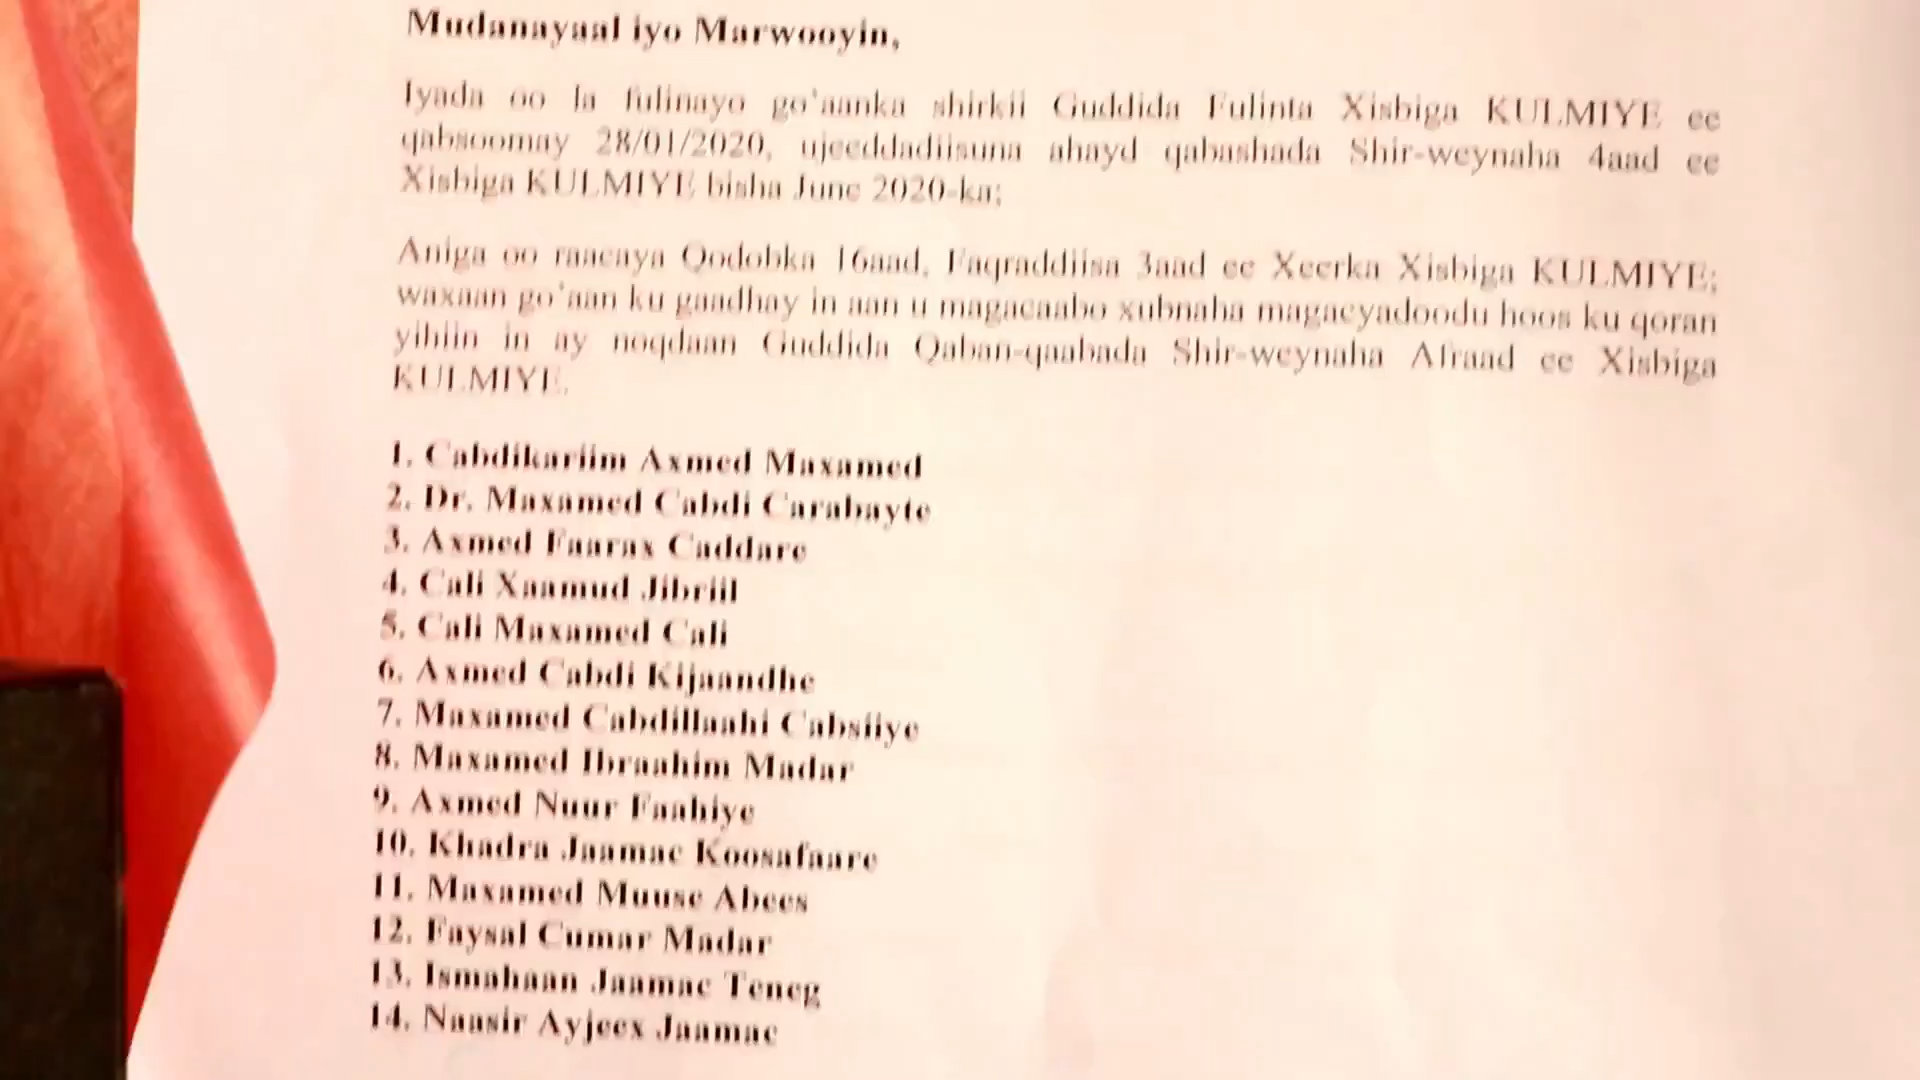 Mudanayaal iyo Marwooyin,
Iyada oo la fulinayo go'aanka shirkii Guddida Fulinta Xisbiga KULMIYE ee
qabsoomay 28/01/2020, ujeeddadiisuna ahayd qabashada Shir-weynaha 4aad ee
Xisbiga KULMIYE bisha June 2020-ka;
Aniga oo raacaya Qodobka 16aad, Faqraddiisa 3aad ee Xeerka Xisbiga KULMIYE;
waxaan go'aan ku gaadhay in aan u magacaabo xubnaha magacyadoodu hoos ku qoran
yihiin in ay noqdaan Guddida Qaban-qaabada Shir-weynaha Afraad ee Xisbiga
KULMIYE.
1. Cabdikariim Axmed Maxamed
2. Dr. Maxamed Cabdi Carabayte
3. Axmed Faarax Caddare
4. Cali Xaamud Jibriil
5. Cali Maxamed Cali
6. Axmed Cabdi Kijaandhe
7. Maxamed Cabdillaahi Cabsiiye
8. Maxamed Ibraahim Madar
9. Axmed Nuur Faahiye
10. Khadra Jaamac Koosafaare
11. Maxamed Muuse Abees
12. Faysal Cumar Madar
13. Ismahaan Jaamac Teneg
14. Naasir Ayjeex Jaamac